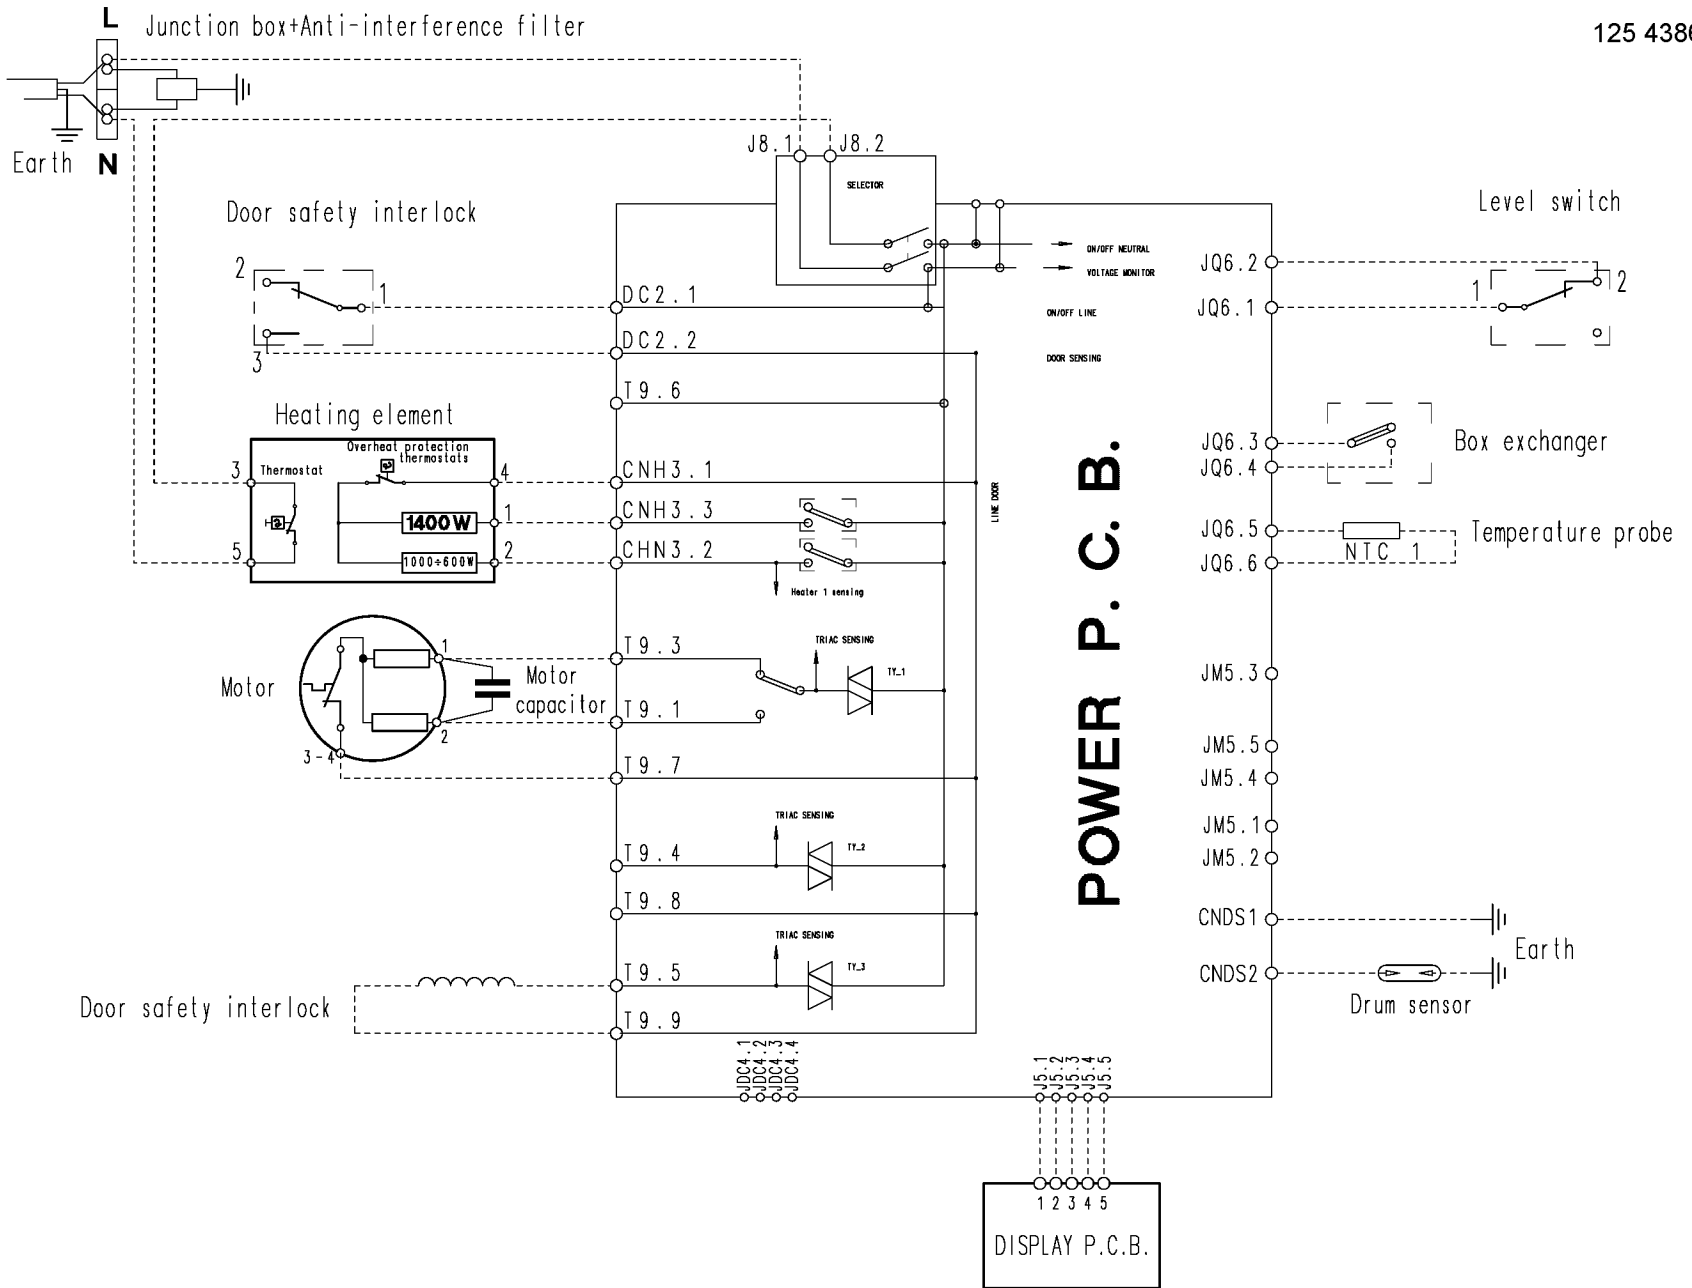 L
Junction box+Anti-interference filter
125 438
Earth
N
J8.1
J8.2
SELECTOR
Door safety interlock
Level switch
ON/OFF NEUTRAL
VOLTAGE MONITOR
2
1
3
DC2.1
DC2.2
ON/OFF LINE
DOOR SENSING
JQ6.2
JQ6.1
1
2
T9.6
Heating element
Overheat protection
thermostats
Thermostat
3
5
4
1
2
1400W
1000÷600W
CNH3.1
CNH3.3
CHN3.2
Heater 1 sensing
LINE DOOR
POWER P. C. B.
JQ6.3
JQ6.4
Box exchanger
JQ6.5
JQ6.6
NTC 1
Temperature probe
Motor
1
2
3-4
Motor
capacitor
T9.3
T9.1
T9.7
TRIAC SENSING
TY_1
JM5.3
JM5.5
JM5.4
JM5.1
JM5.2
TRIAC SENSING
T9.4
TY_2
T9.8
TRIAC SENSING
T9.5
TY_3
T9.9
Door safety interlock
CNDS1
Earth
CNDS2
Drum sensor
JDC4.1
JDC4.2
JDC4.3
JDC4.4
J5.1
J5.2
J5.3
J5.4
J5.5
1 2 3 4 5
DISPLAY P.C.B.